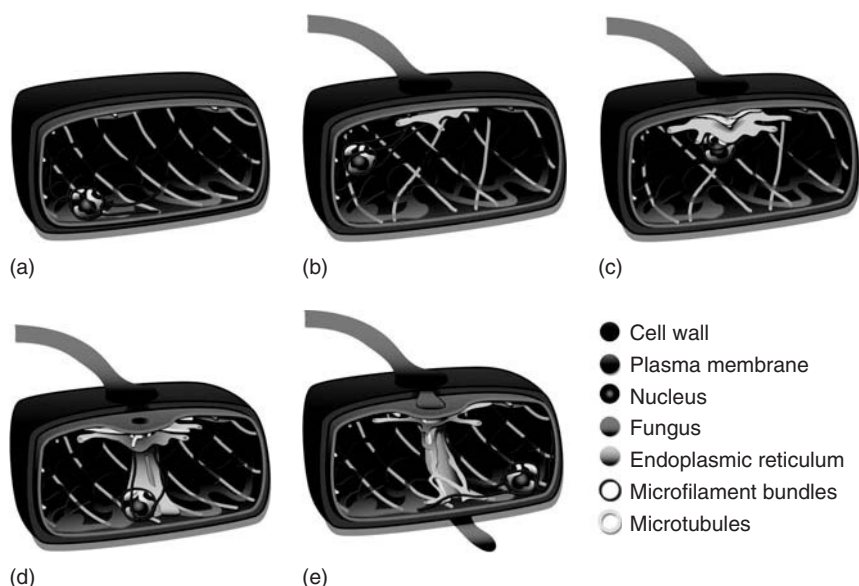 (a)
(b)
(c)
(d)
(e)
Cell wall
Plasma membrane
Nucleus
Fungus
Endoplasmic reticulum
Microfilament bundles
Microtubules